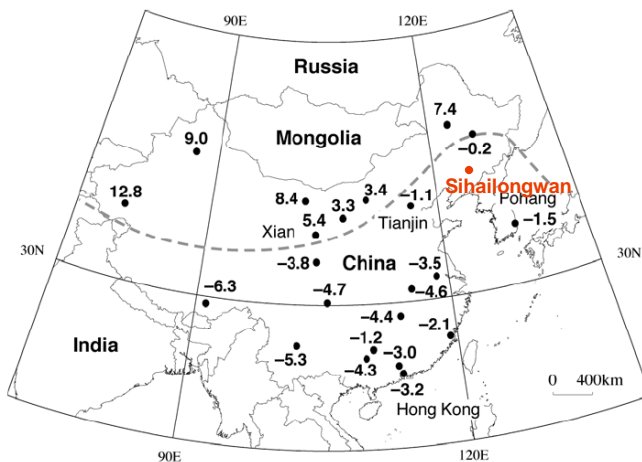 90E
120E
Russia
7.4
9.0
Mongolia
−0.2
Sihailongwan
12.8
8.4
3.4
3.3
−1.1
Pohang
Xian
5.4
Tianjin
−1.5
30N
−3.8
China
−3.5
30N
−6.3
−4.7
−4.6
−4.4
−2.1
India
−1.2
−5.3
−3.0
−4.3
−3.2
0 400km
Hong Kong
90E
120E